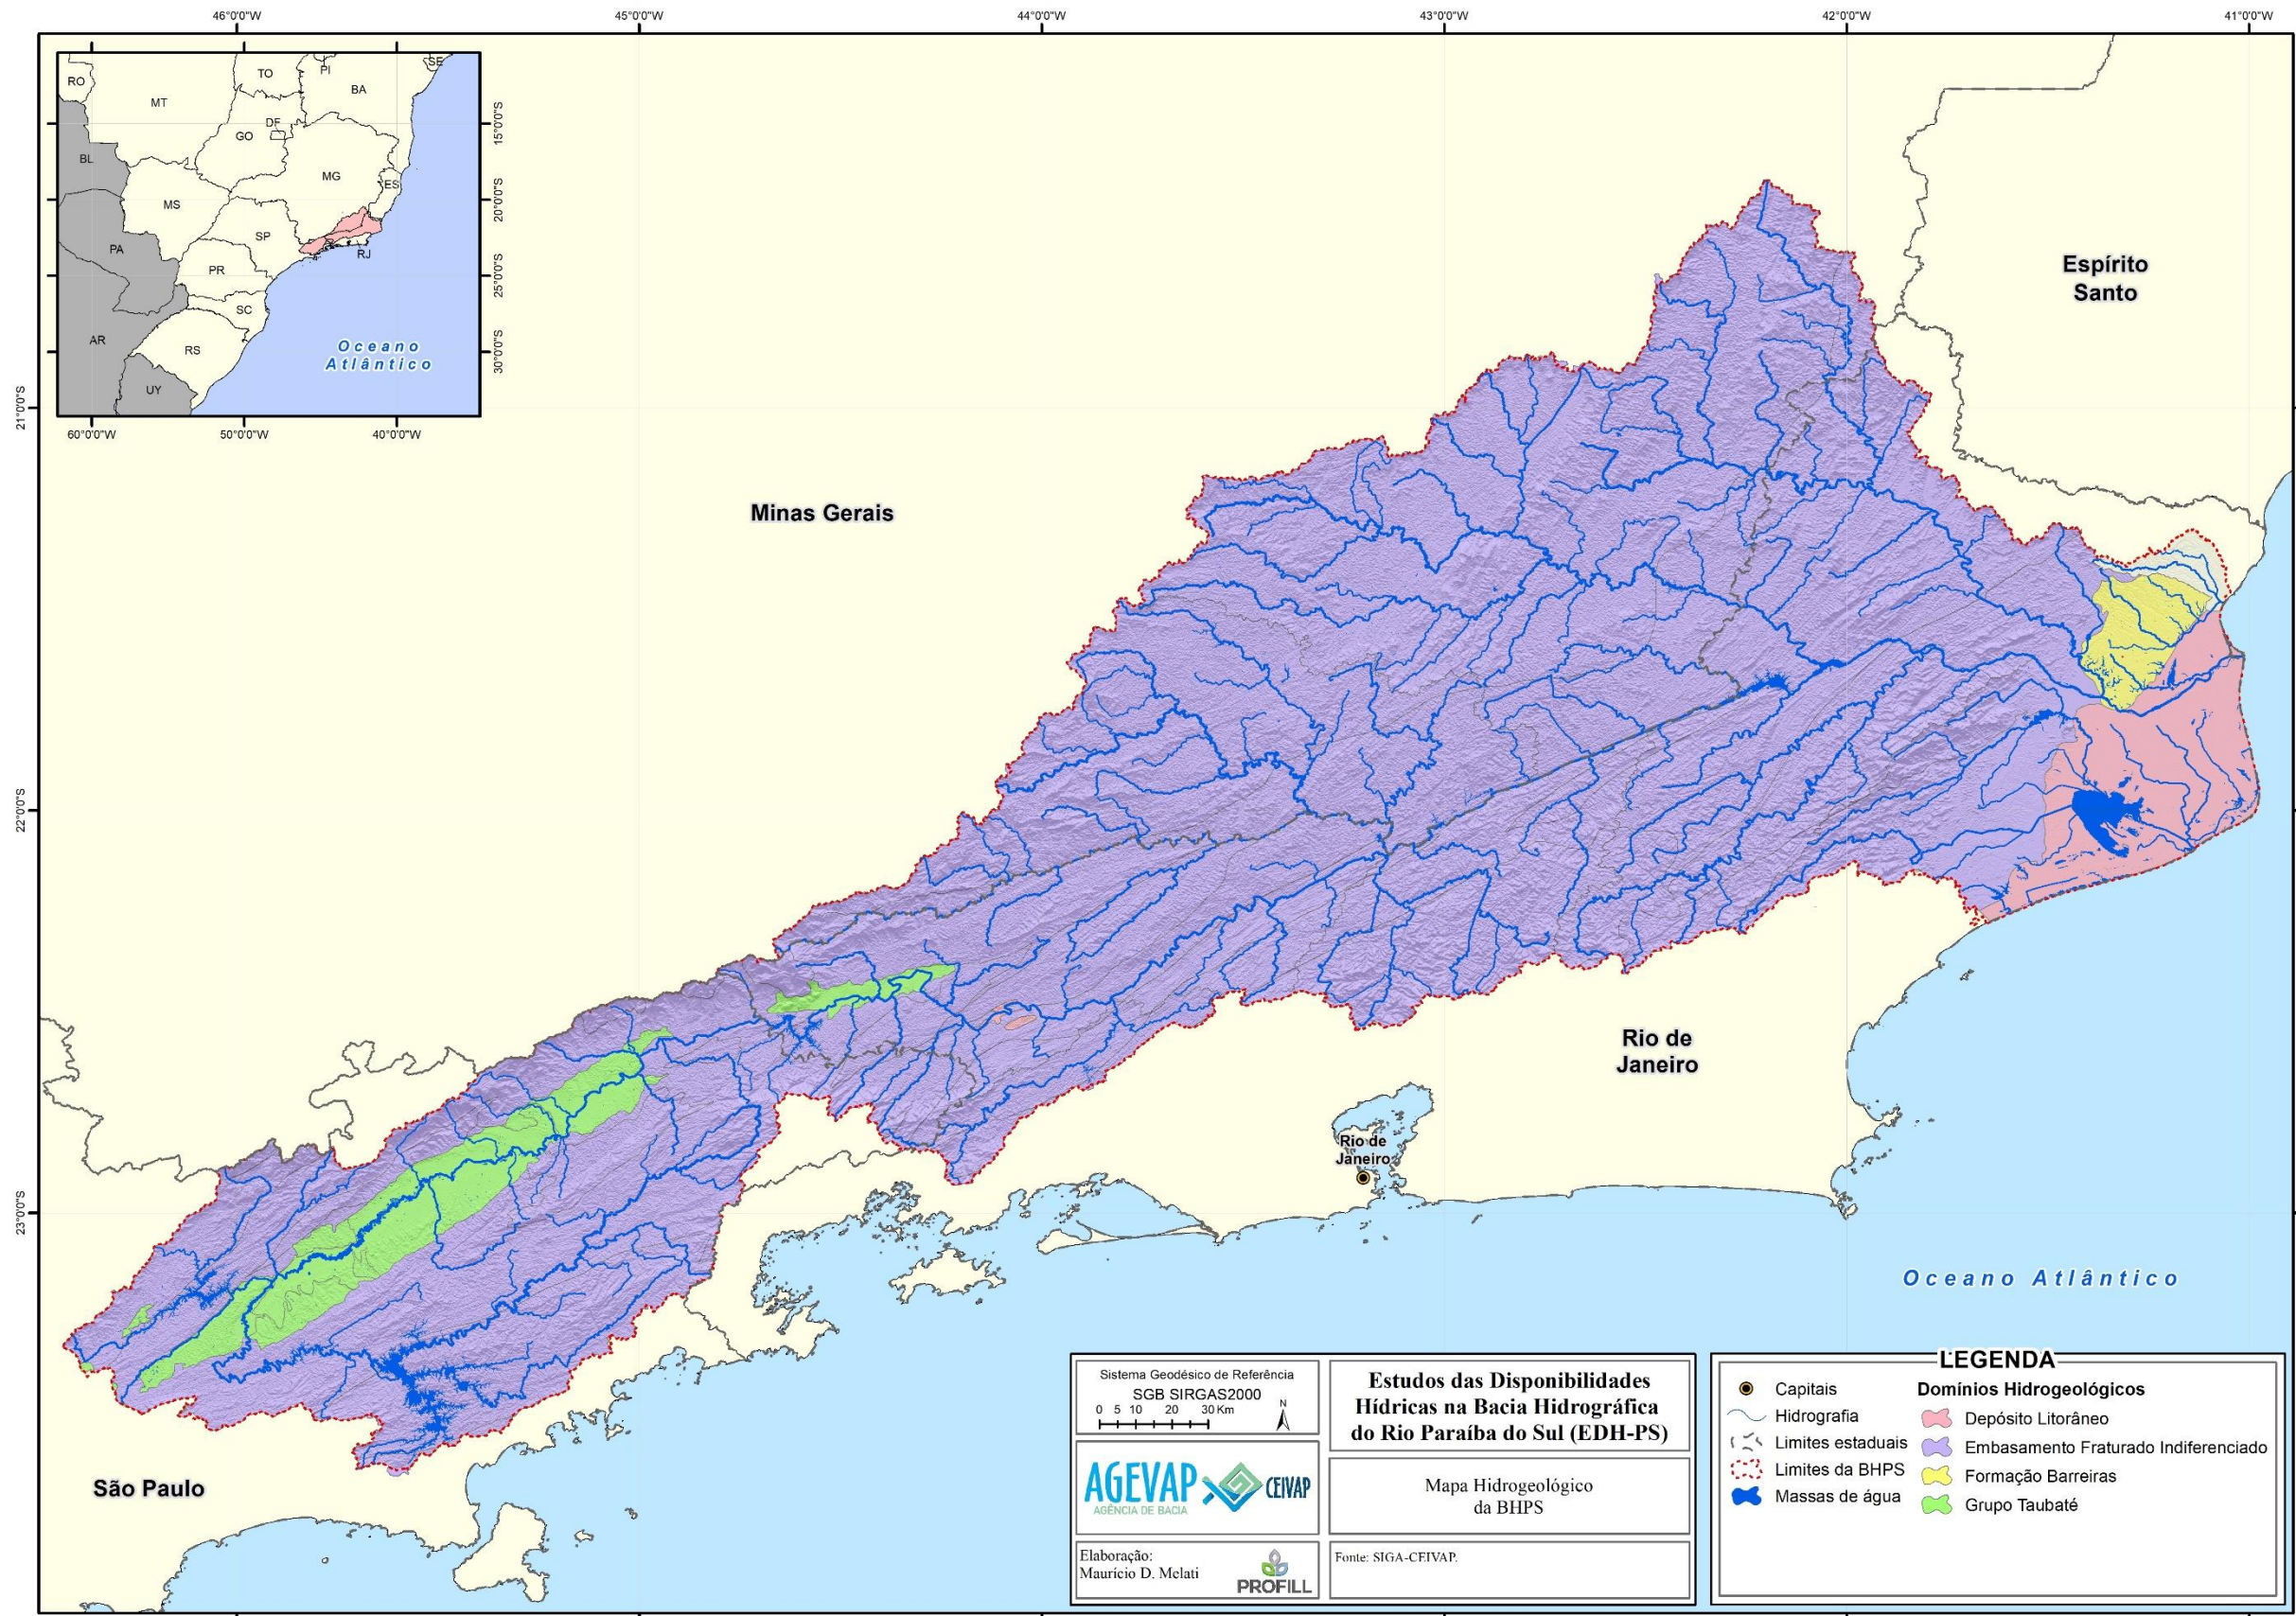 46°0'0"W
45°0'0"W
44°0'0"W
43°0'0"W
42°0'0"W
41°0'0"W
RO
MT
TO
PI
SE
BA
GO
DF
BL
MG
ES
MS
SP
RJ
PA
PR
SC
AR
RS
UY
Oceano
Atlântico
15°0'0"S
20°0'0"S
25°0'0"S
30°0'0"S
60°0'0"W
50°0'0"W
40°0'0"W
21°0'0"S
22°0'0"S
23°0'0"S
Espírito
Santo
Minas Gerais
Rio de
Janeiro
Rio de
Janeiro
São Paulo
Oceano Atlântico
Sistema Geodésico de Referência
SGB SIRGAS2000
0 5 10 20 30 Km
N
AGEVAP
AGÊNCIA DE BACIA
CEIVAP
Elaboração:
Maurício D. Melati
PROFILL
Estudos das Disponibilidades
Hídricas na Bacia Hidrográfica
do Rio Paraíba do Sul (EDH-PS)
Mapa Hidrogeológico
da BHPS
Fonte: SIGA-CEIVAP.
LEGENDA
Capitais
Hidrografia
Limites estaduais
Limites da BHPS
Massas de água
Domínios Hidrogeológicos
Depósito Litorâneo
Embasamento Fraturado Indiferenciado
Formação Barreiras
Grupo Taubaté